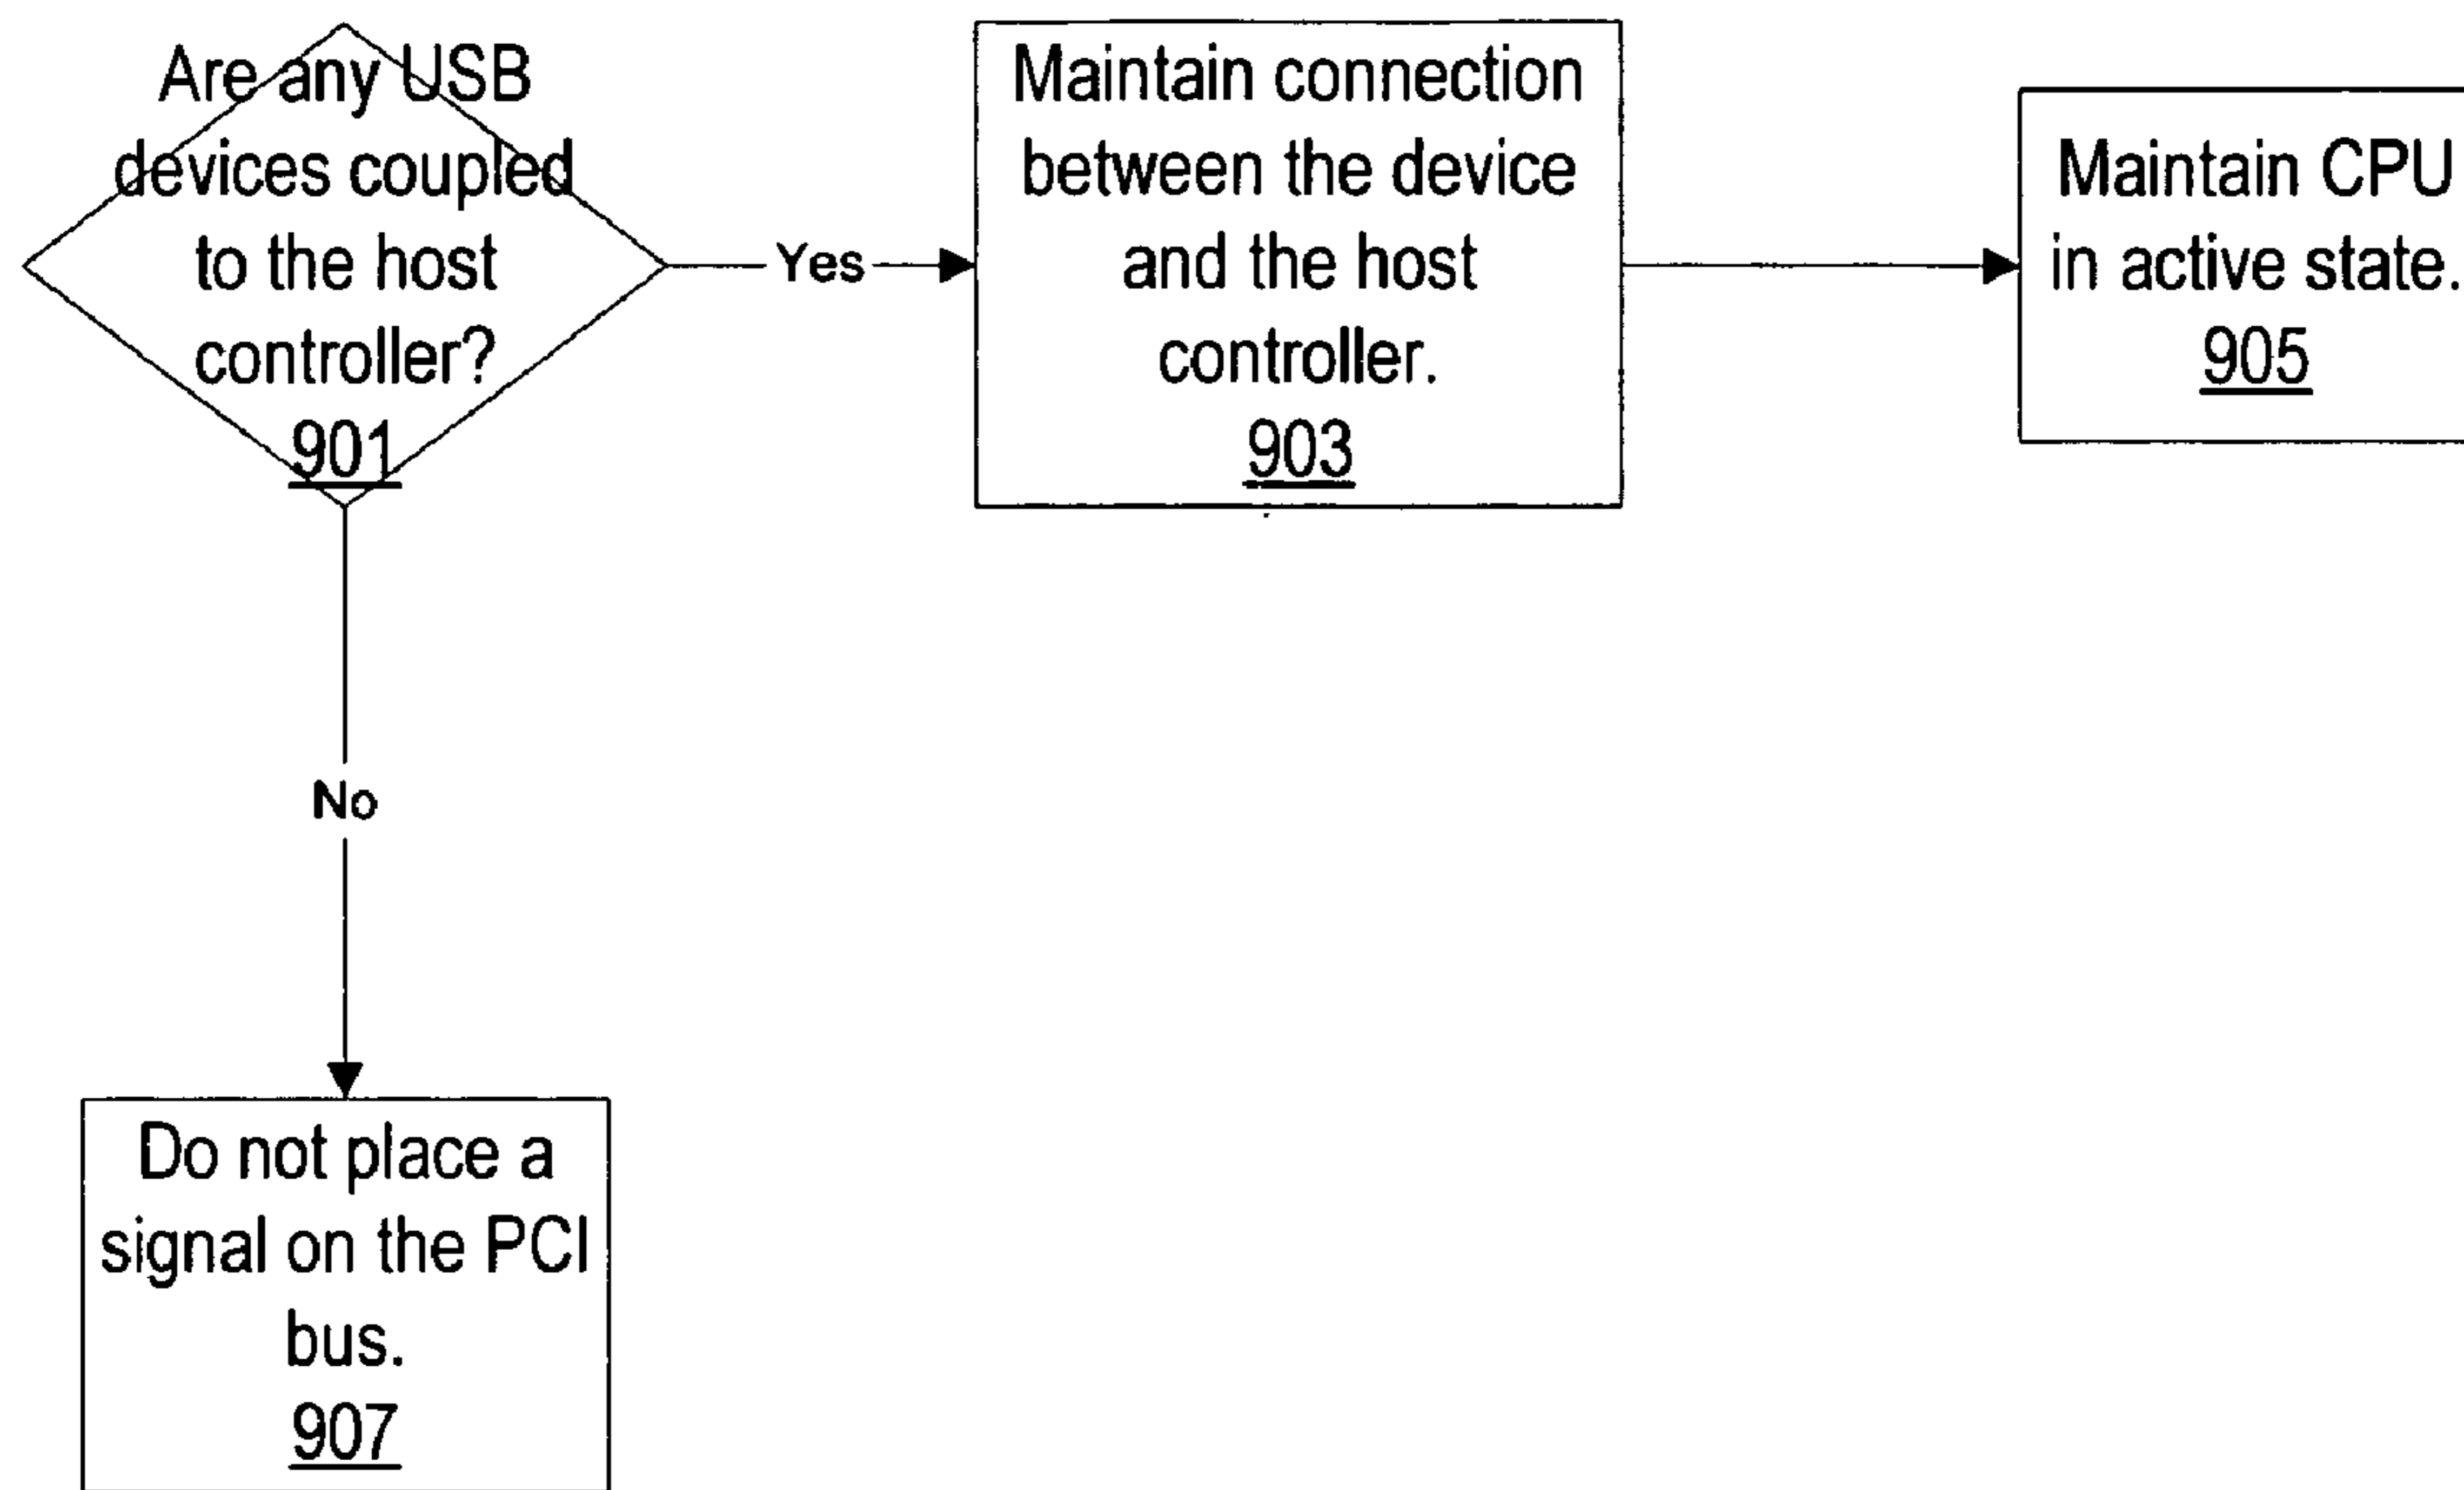 Are any USB
devices coupled
to the host
controller?
901
Yes
Maintain connection
between the device
and the host
controller.
903
Maintain CPU
in active state.
905
No
Do not place a
signal on the PCI
bus.
907